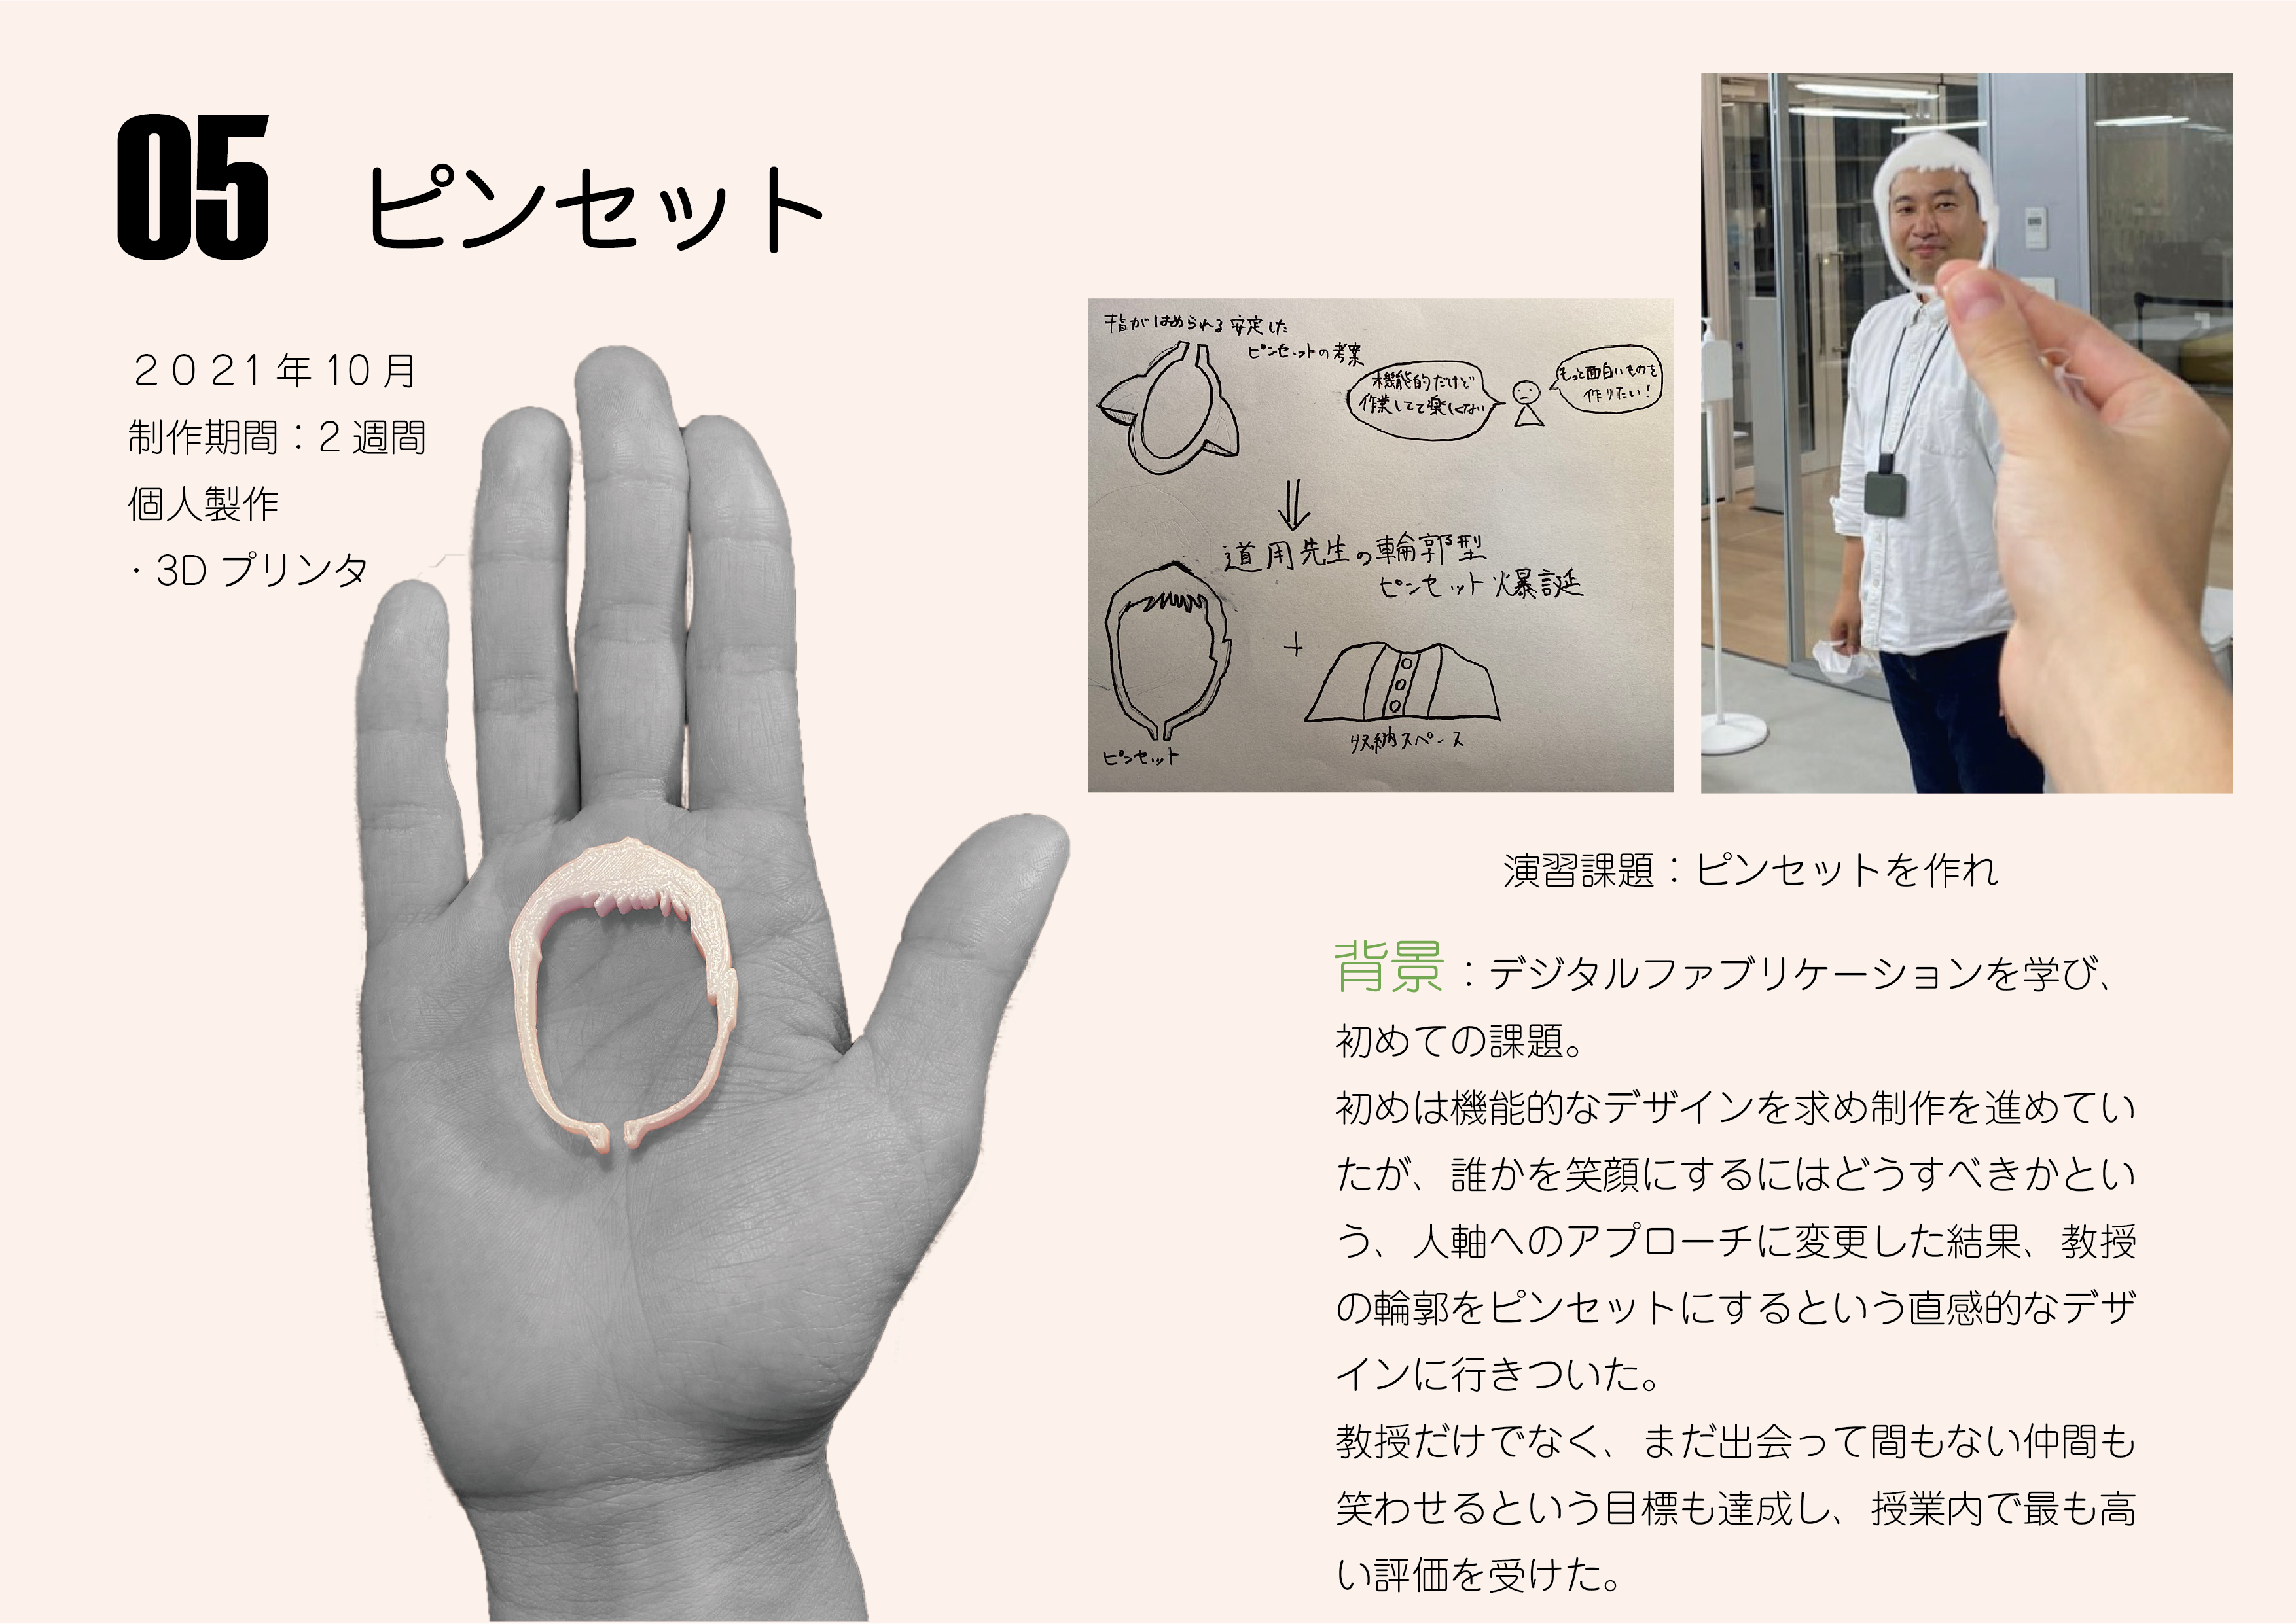 05 ピンセット
２０２１年 10 月
制作期間：２週間
個人製作
・3D プリンタ
指がはめられる安定した
ピンセットの考案
機能的だけど
作業してて楽しくない
もっと面白いものを
作りたい！
道用先生の輪郭型
ピンセット爆誕
+
ピンセット
収納スペース
演習課題：ピンセットを作れ
背景：デジタルファブリケーションを学び、
初めての課題。
初めは機能的なデザインを求め制作を進めてい
たが、誰かを笑顔にするにはどうすべきかとい
う、人軸へのアプローチに変更した結果、教授
の輪郭をピンセットにするという直感的なデザ
インに行きついた。
教授だけでなく、まだ出会って間もない仲間も
笑わせるという目標も達成し、授業内で最も高
い評価を受けた。